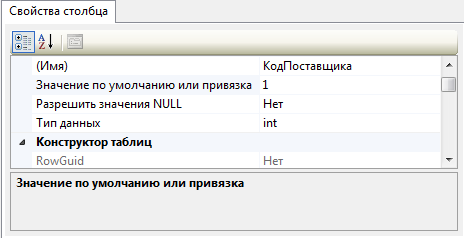 Свойства столбца
(Имя) КодПоставщика
Значение по умолчанию или привязка 1
Разрешить значения NULL Нет
Тип данных int
Конструктор таблиц
RowGuid Нет
Значение по умолчанию или привязка